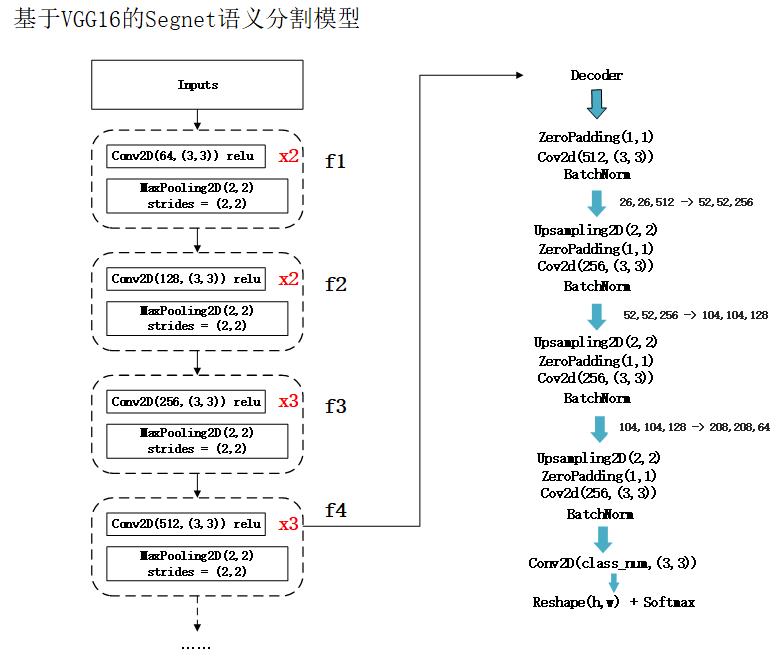 基于VGG16的Segnet语义分割模型
Inputs
Conv2D(64,(3,3)) relu x2
f1
MaxPooling2D(2,2)
strides = (2,2)
Conv2D(128,(3,3)) relu x2
f2
MaxPooling2D(2,2)
strides = (2,2)
Conv2D(256,(3,3)) relu x3
f3
MaxPooling2D(2,2)
strides = (2,2)
f4
Conv2D(512,(3,3)) relu x3
MaxPooling2D(2,2)
strides = (2,2)
......
Decoder
ZeroPadding(1,1)
Cov2d(512,(3,3))
BatchNorm
26,26,512 -> 52,52,256
Upsampling2D(2,2)
ZeroPadding(1,1)
Cov2d(256,(3,3))
BatchNorm
52,52,256 -> 104,104,128
Upsampling2D(2,2)
ZeroPadding(1,1)
Cov2d(256,(3,3))
BatchNorm
104,104,128 -> 208,208,64
Upsampling2D(2,2)
ZeroPadding(1,1)
Cov2d(256,(3,3))
BatchNorm
Conv2D(class_num,(3,3))
Reshape(h,w) + Softmax